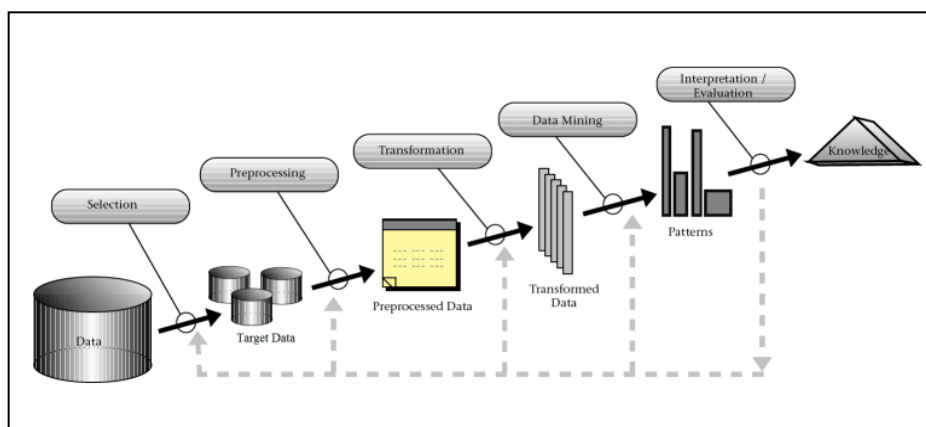 Interpretation /
Evaluation
Data Mining
Transformation
Preprocessing
Selection
Knowledge
Patterns
Transformed
Data
Preprocessed Data
Target Data
Data